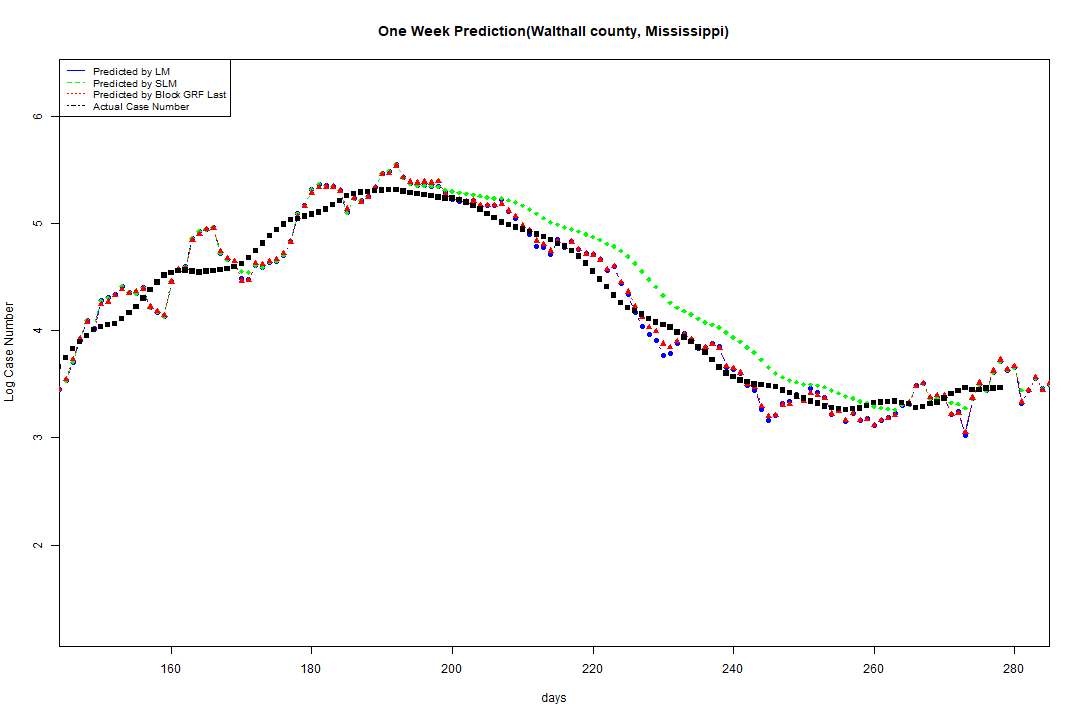 One Week Prediction(Walthall county, Mississippi)
Predicted by LM
Predicted by SLM
Predicted by Block GRF Last
Actual Case Number
6
5
4
3
2
Log Case Number
160 180 200 220 240 260 280
days